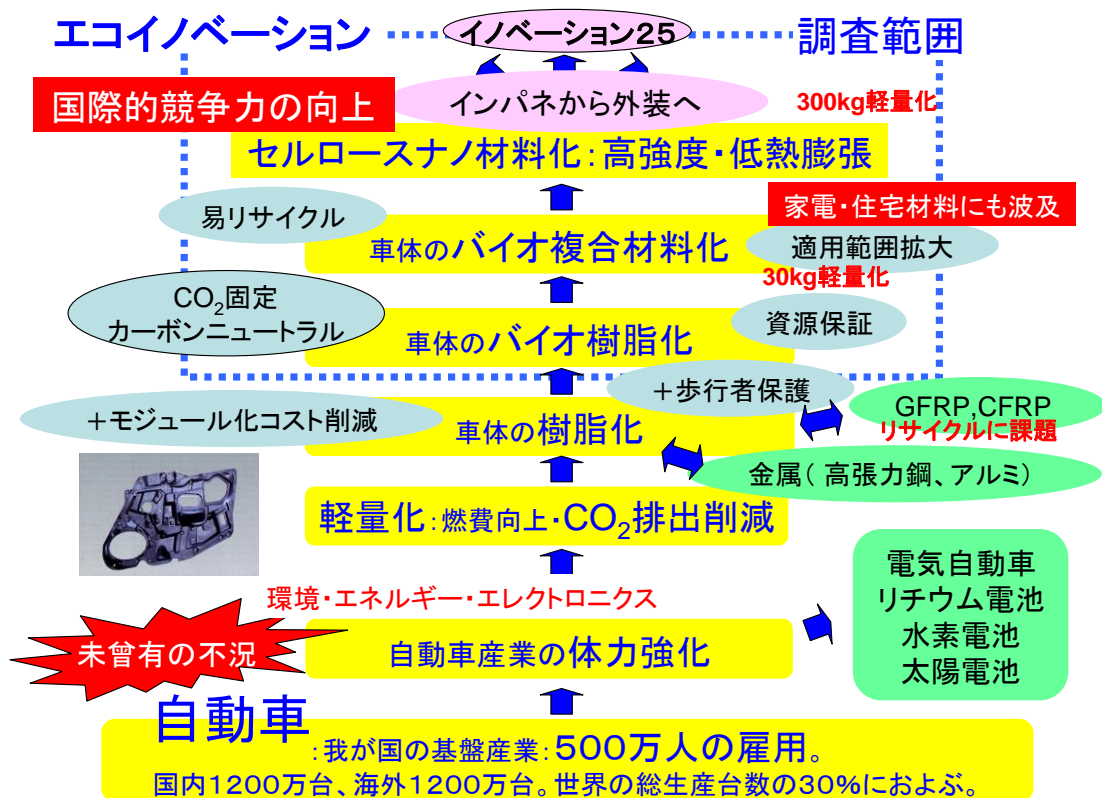 エコイノベーション
イノベーション25
調査範囲
国際的競争力の向上
インパネから外装へ
300kg軽量化
セルロースナノ材料化：高強度・低熱膨張
易リサイクル
家電・住宅材料にも波及
車体のバイオ複合材料化
適用範囲拡大
30kg軽量化
CO₂固定
カーボンニュートラル
車体のバイオ樹脂化
資源保証
＋歩行者保護
＋モジュール化コスト削減
車体の樹脂化
GFRP,CFRP
リサイクルに課題
金属（高張力鋼、アルミ）
軽量化：燃費向上・CO₂排出削減
電気自動車
リチウム電池
水素電池
太陽電池
環境・エネルギー・エレクトロニクス
未曾有の不況
自動車産業の体力強化
自動車
：我が国の基盤産業：500万人の雇用。
国内1200万台、海外1200万台。世界の総生産台数の30％におよぶ。